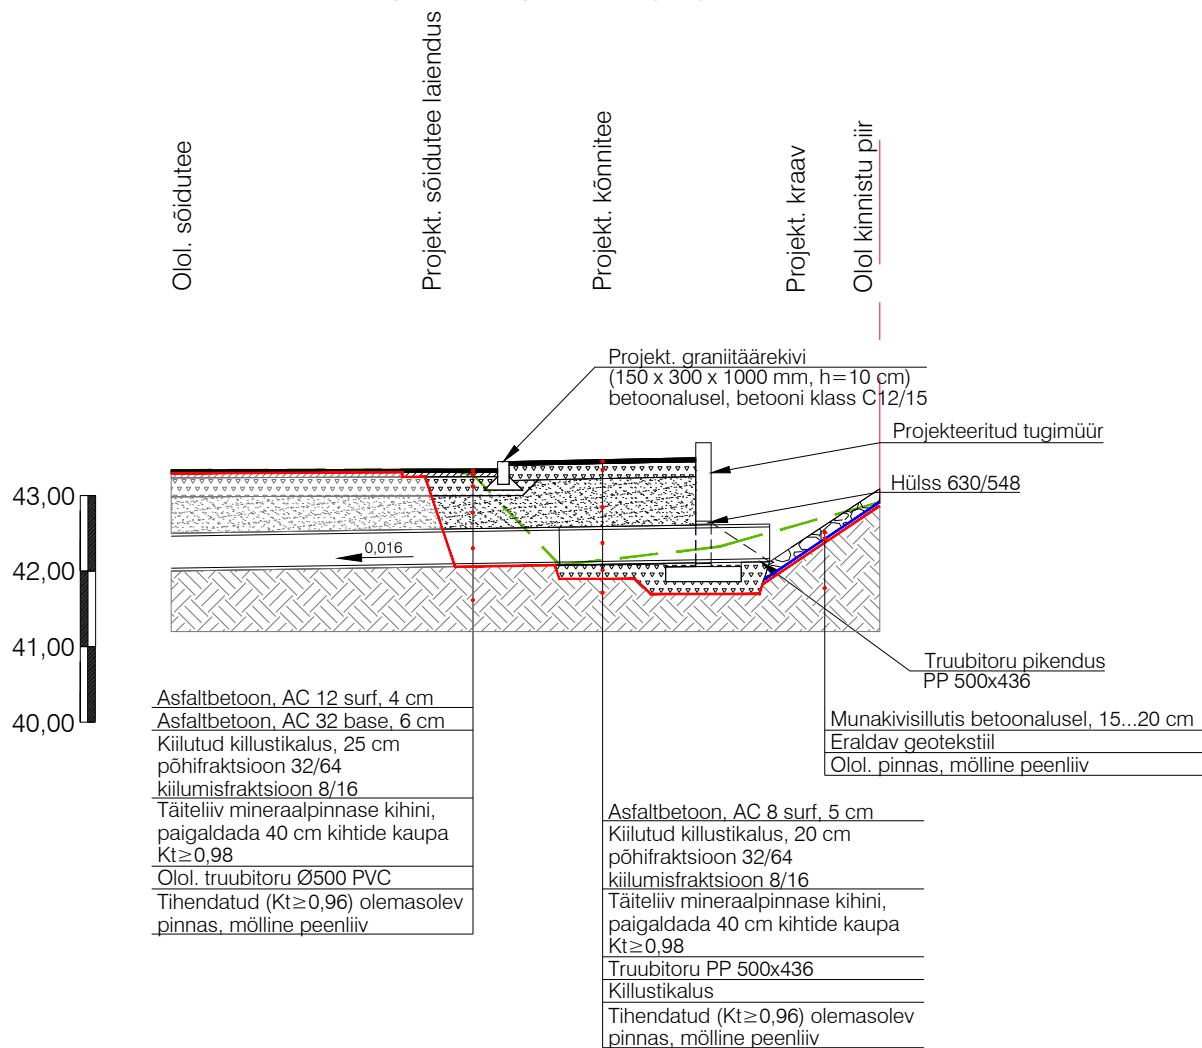 Olol. sõidutee
Projekt. sõidutee laiendus
Projekt. kõnnitee
Projekt. kraav
Olol kinnistu piir
Projekt. graniitäärekivi
(150 x 300 x 1000 mm, h=10 cm)
betoonalusel, betooni klass C12/15
Projekteeritud tugimüür
Hülss 630/548
43,00
42,00
41,00
40,00
0,016
Truubitoru pikendus
PP 500x436
Asfaltbetoon, AC 12 surf, 4 cm
Asfaltbetoon, AC 32 base, 6 cm
Kiilutud killustikalus, 25 cm
põhifraktsioon 32/64
kiilumisfraktsioon 8/16
Täiteliiv mineraalpinnase kihini,
paigaldada 40 cm kihtide kaupa
Kt≥0,98
Olol. truubitoru Ø500 PVC
Tihendatud (Kt≥0,96) olemasolev
pinnas, mölline peenliiv
Asfaltbetoon, AC 8 surf, 5 cm
Kiilutud killustikalus, 20 cm
põhifraktsioon 32/64
kiilumisfraktsioon 8/16
Täiteliiv mineraalpinnase kihini,
paigaldada 40 cm kihtide kaupa
Kt≥0,98
Truubitoru PP 500x436
Killustikalus
Tihendatud (Kt≥0,96) olemasolev
pinnas, mölline peenliiv
Munakivisillutis betoonalusel, 15...20 cm
Eraldav geotekstiil
Olol. pinnas, mölline peenliiv